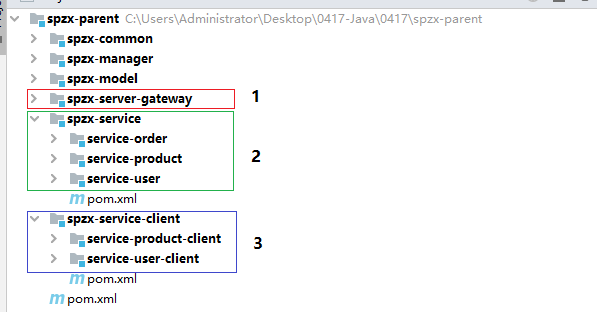 spzx-parent C:\Users\Administrator\Desktop\0417-Java\0417\spzx-parent
spzx-common
spzx-manager
spzx-model
spzx-server-gateway 1
spzx-service
service-order
service-product 2
service-user
pom.xml
spzx-service-client
service-product-client 3
service-user-client
pom.xml
pom.xml